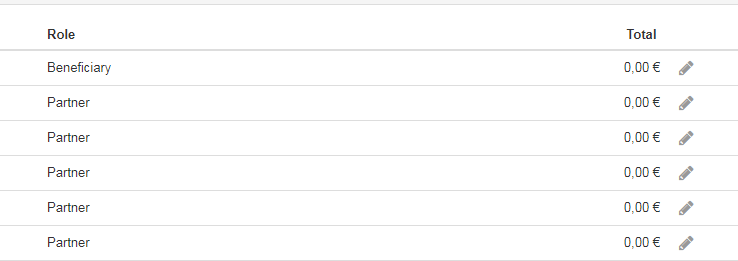 Role Total
Beneficiary 0,00 €
Partner 0,00 €
Partner 0,00 €
Partner 0,00 €
Partner 0,00 €
Partner 0,00 €